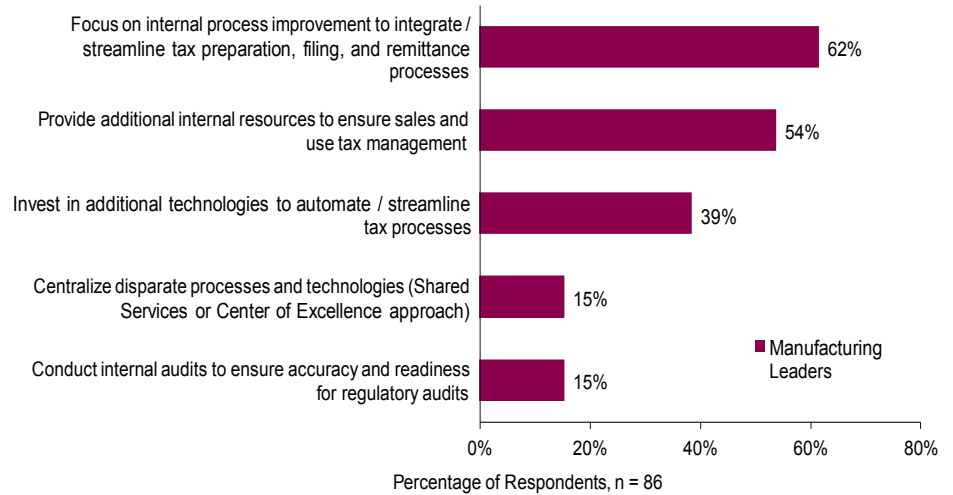 Focus on internal process improvement to integrate /
streamline tax preparation, filing, and remittance
processes
62%
Provide additional internal resources to ensure sales and
use tax management
54%
Invest in additional technologies to automate / streamline
tax processes
39%
Centralize disparate processes and technologies (Shared
Services or Center of Excellence approach)
15%
Conduct internal audits to ensure accuracy and readiness
for regulatory audits
15%
Manufacturing
Leaders
0% 20% 40% 60% 80%
Percentage of Respondents, n = 86